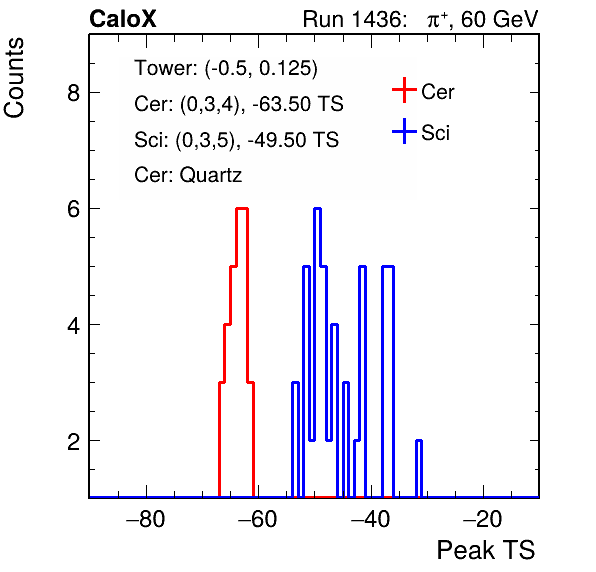 CaloX Run 1436: π⁺, 60 GeV
Counts
Tower: (-0.5, 0.125)
Cer: (0,3,4), -63.50 TS
Sci: (0,3,5), -49.50 TS
Cer: Quartz
Cer
Sci
8
6
4
2
−80 −60 −40 −20
Peak TS